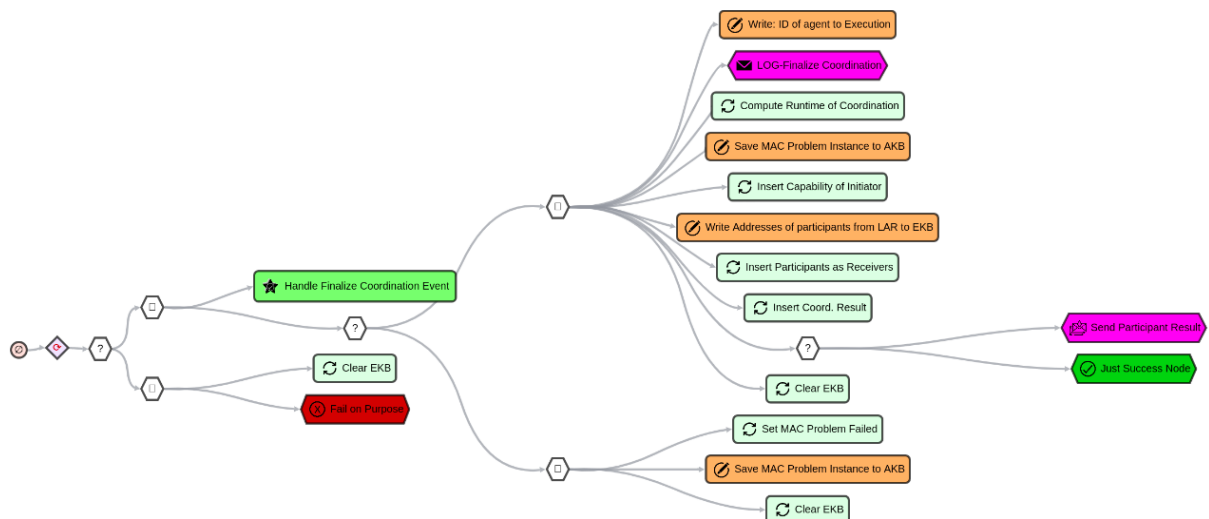 Write: ID of agent to Execution
LOG-Finalize Coordination
Compute Runtime of Coordination
Save MAC Problem Instance to AKB
Insert Capability of Initiator
Write Addresses of participants from LAR to EKB
Insert Participants as Receivers
Handle Finalize Coordination Event
Insert Coord. Result
?
Send Participant Result
?
?
Just Success Node
Clear EKB
Clear EKB
Fail on Purpose
Set MAC Problem Failed
Save MAC Problem Instance to AKB
Clear EKB